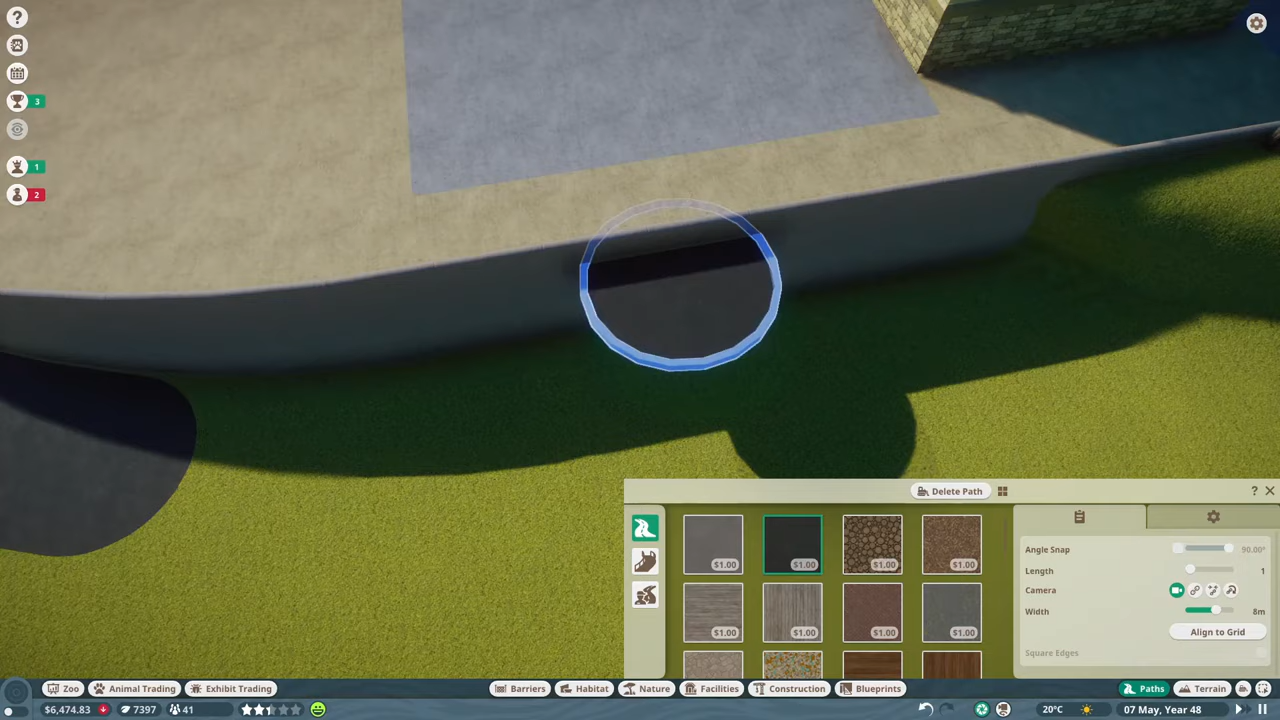 ?
3
1
2
Delete Path
?
$1.00
$1.00
$1.00
$1.00
Angle Snap
90.00°
Length
1
Camera
Width
8m
$1.00
$1.00
$1.00
$1.00
Align to Grid
Square Edges
Zoo
Animal Trading
Exhibit Trading
Barriers
Habitat
Nature
Facilities
Construction
Blueprints
Paths
Terrain
$6,474.83
7397
41
20°C
07 May, Year 48